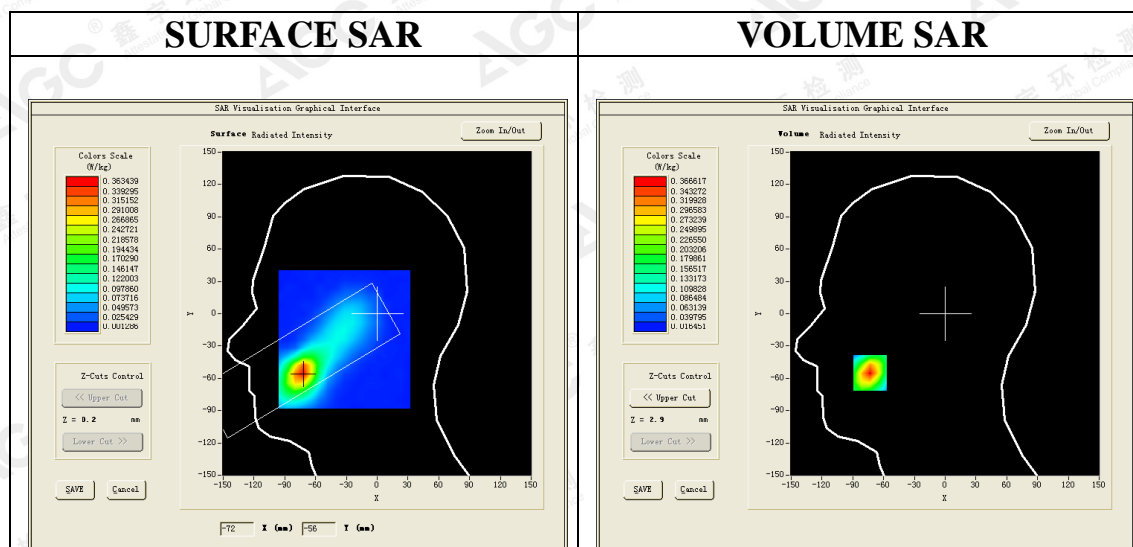 SURFACE SAR
VOLUME SAR
SAR Visualisation Graphical Interface
Surface Radiated Intensity
Zoom In/Out
Colors Scale
(W/kg)
0.363439
0.339295
0.315152
0.291008
0.266865
0.242721
0.218578
0.194434
0.170290
0.146147
0.122003
0.097860
0.073716
0.049573
0.025429
0.001286
150
120
90
60
30
0
-30
-60
-90
-120
-150
Y
-150 -120 -90 -60 -30 0 30 60 90 120 150
X
Z-Cuts Control
<< Upper Cut
Z = 0.2 mm
Lower Cut >>
SAVE Cancel
-72 X (mm) -56 Y (mm)
SAR Visualisation Graphical Interface
Volume Radiated Intensity
Zoom In/Out
Colors Scale
(W/kg)
0.366617
0.343272
0.319928
0.296583
0.273239
0.249895
0.226550
0.203206
0.179861
0.156517
0.133173
0.109828
0.086484
0.063139
0.039795
0.016451
150
120
90
60
30
0
-30
-60
-90
-120
-150
Y
-150 -120 -90 -60 -30 0 30 60 90 120 150
X
Z-Cuts Control
<< Upper Cut
Z = 2.9 mm
Lower Cut >>
SAVE Cancel